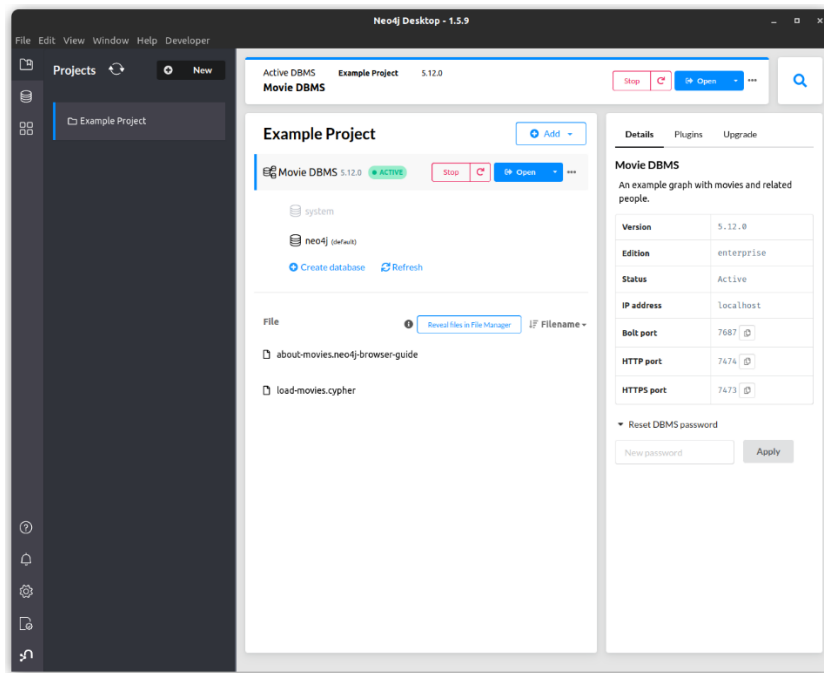 Neo4j Desktop - 1.5.9
File Edit View Window Help Developer
Projects
New
Example Project
Active DBMS Example Project 5.12.0
Movie DBMS
Stop
Open
Example Project
Add
Movie DBMS 5.12.0 ACTIVE
Stop
Open
system
neo4j (default)
Create database Refresh
File
Reveal files in File Manager
Filename
about-movies.neo4j-browser-guide
load-movies.cypher
Details Plugins Upgrade
Movie DBMS
An example graph with movies and related
people.
Version 5.12.0
Edition enterprise
Status Active
IP address localhost
Bolt port 7687
HTTP port 7474
HTTPS port 7473
Reset DBMS password
New password
Apply